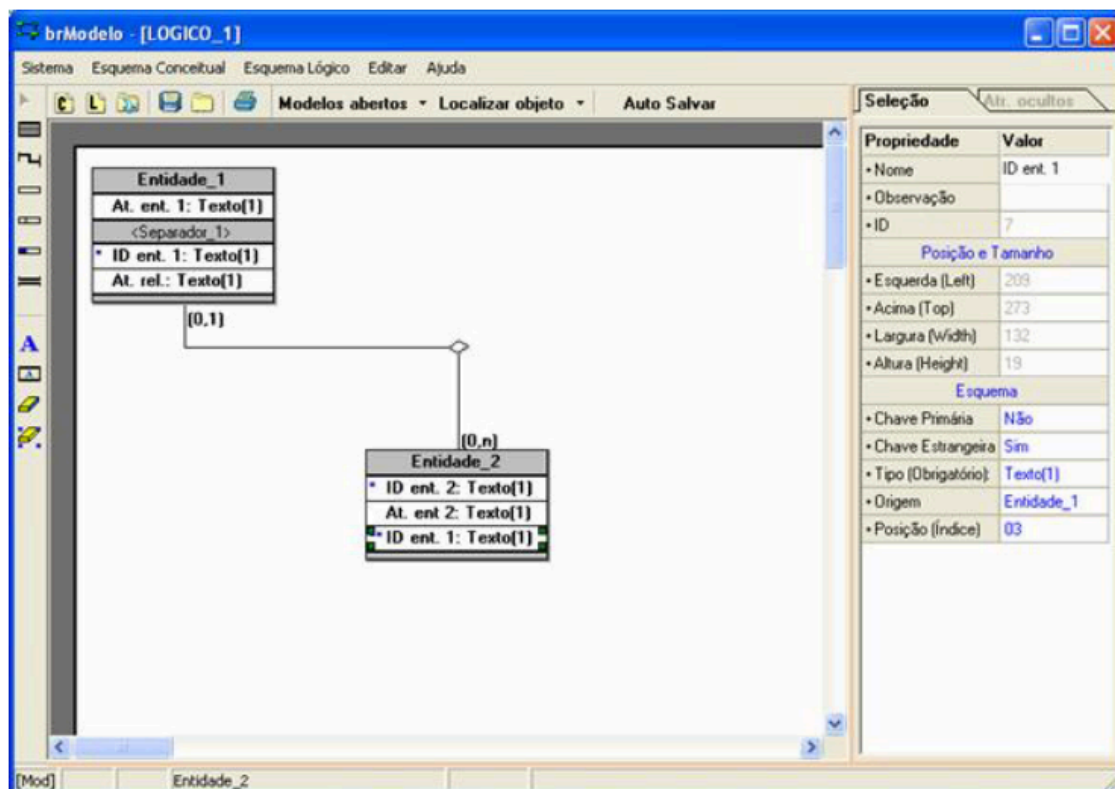 brModelo - [LOGICO_1]
Sistema Esquema Conceitual Esquema Lógico Editar Ajuda
C L Modelos abertos Localizar objeto Auto Salvar
Seleção Atr. ocultos
Propriedade Valor
• Nome ID ent. 1
• Observação
• ID 7
Posição e Tamanho
• Esquerda (Left) 209
• Acima (Top) 273
• Largura (Width) 132
• Altura (Height) 19
Esquema
• Chave Primária Não
• Chave Estrangeira Sim
• Tipo (Obrigatório): Texto(1)
• Origem Entidade_1
• Posição (Índice) 03
A
A
Entidade_1
At. ent. 1: Texto(1)
<Separador_1>
* ID ent. 1: Texto(1)
At. rel.: Texto(1)
(0,1)
(0,n)
Entidade_2
* ID ent. 2: Texto(1)
At. ent 2: Texto(1)
* ID ent. 1: Texto(1)
[Mod] Entidade_2